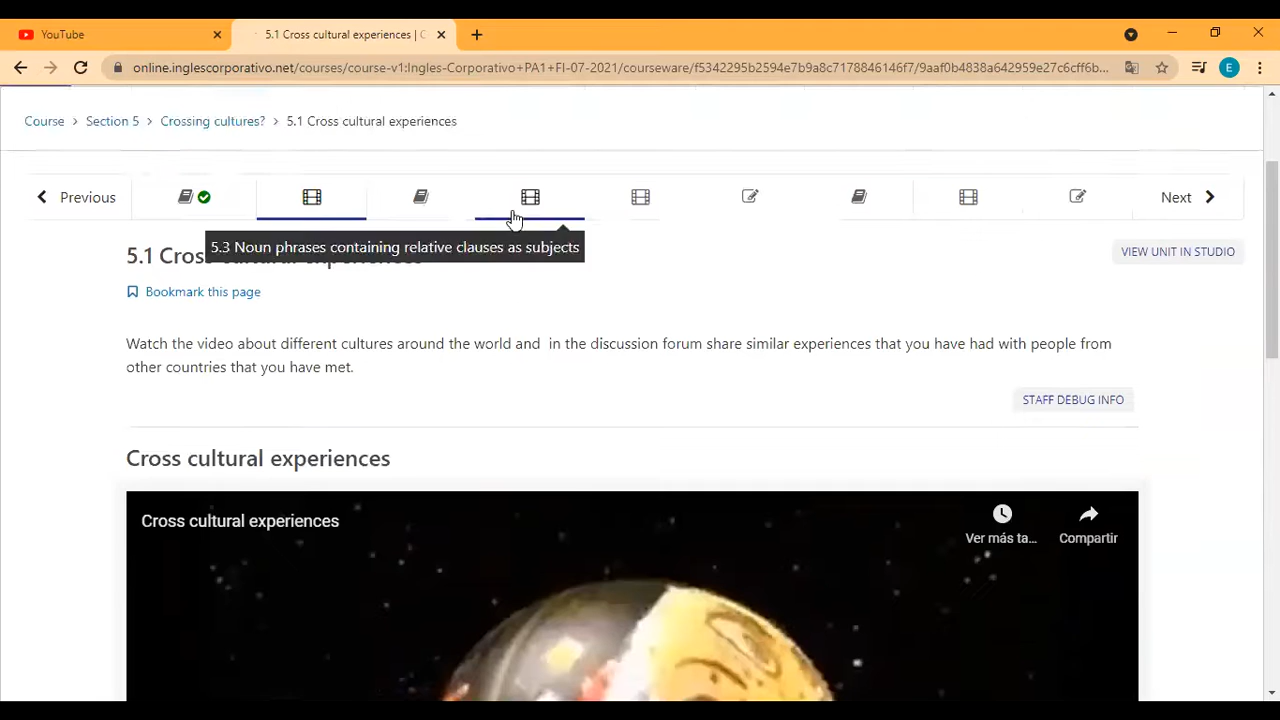 YouTube
5.1 Cross cultural experiences | C
online.inglescorporativo.net/courses/course-v1:Ingles-Corporativo+PA1+FI-07-2021/courseware/f5342295b2594e7b9a8c7178846146f7/9aaf0b4838a642959e27c6cff6b...
E
Course > Section 5 > Crossing cultures? > 5.1 Cross cultural experiences
Previous
Next
5.3 Noun phrases containing relative clauses as subjects
5.1 Cros
VIEW UNIT IN STUDIO
Bookmark this page
Watch the video about different cultures around the world and in the discussion forum share similar experiences that you have had with people from
other countries that you have met.
STAFF DEBUG INFO
Cross cultural experiences
Cross cultural experiences
Ver más ta...
Compartir